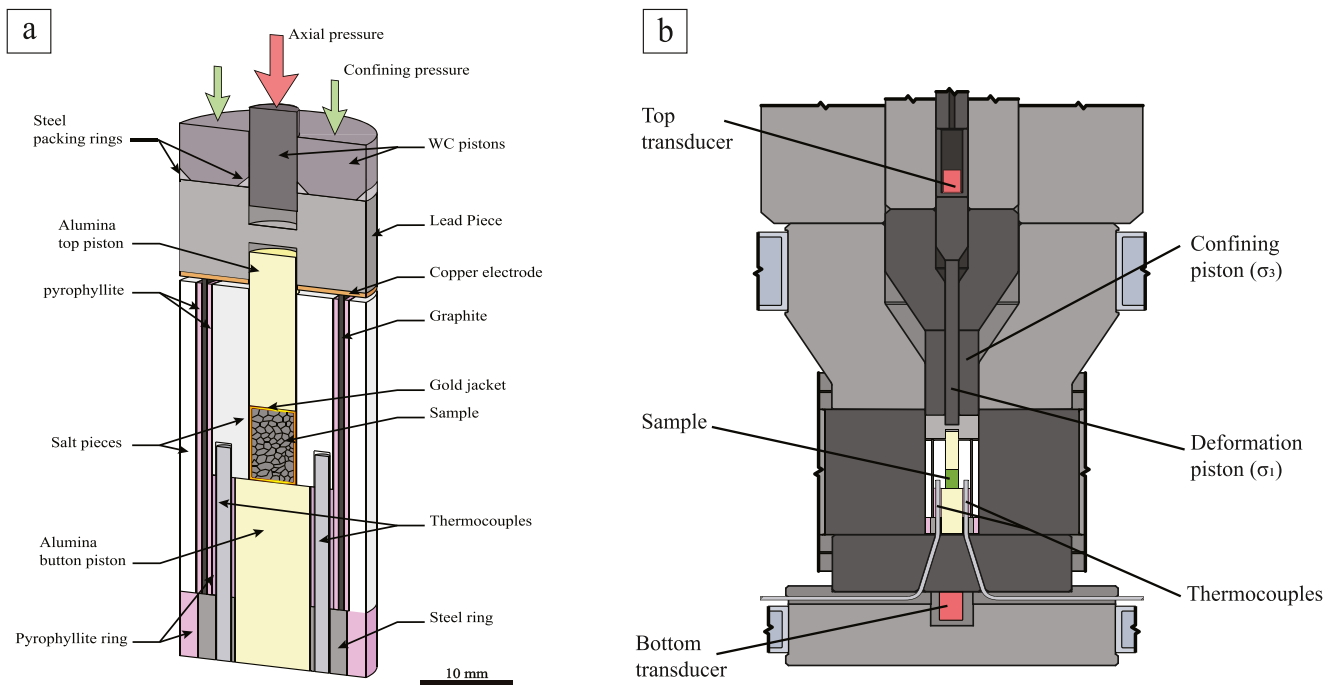 a
Axial pressure
Confining pressure
Steel
packing rings
WC pistons
Alumina
top piston
Lead Piece
Copper electrode
pyrophyllite
Graphite
Gold jacket
Sample
Salt pieces
Thermocouples
Alumina
button piston
Steel ring
Pyrophyllite ring
10 mm
b
Top
transducer
Confining
piston (σ₃)
Sample
Deformation
piston (σ₁)
Thermocouples
Bottom
transducer